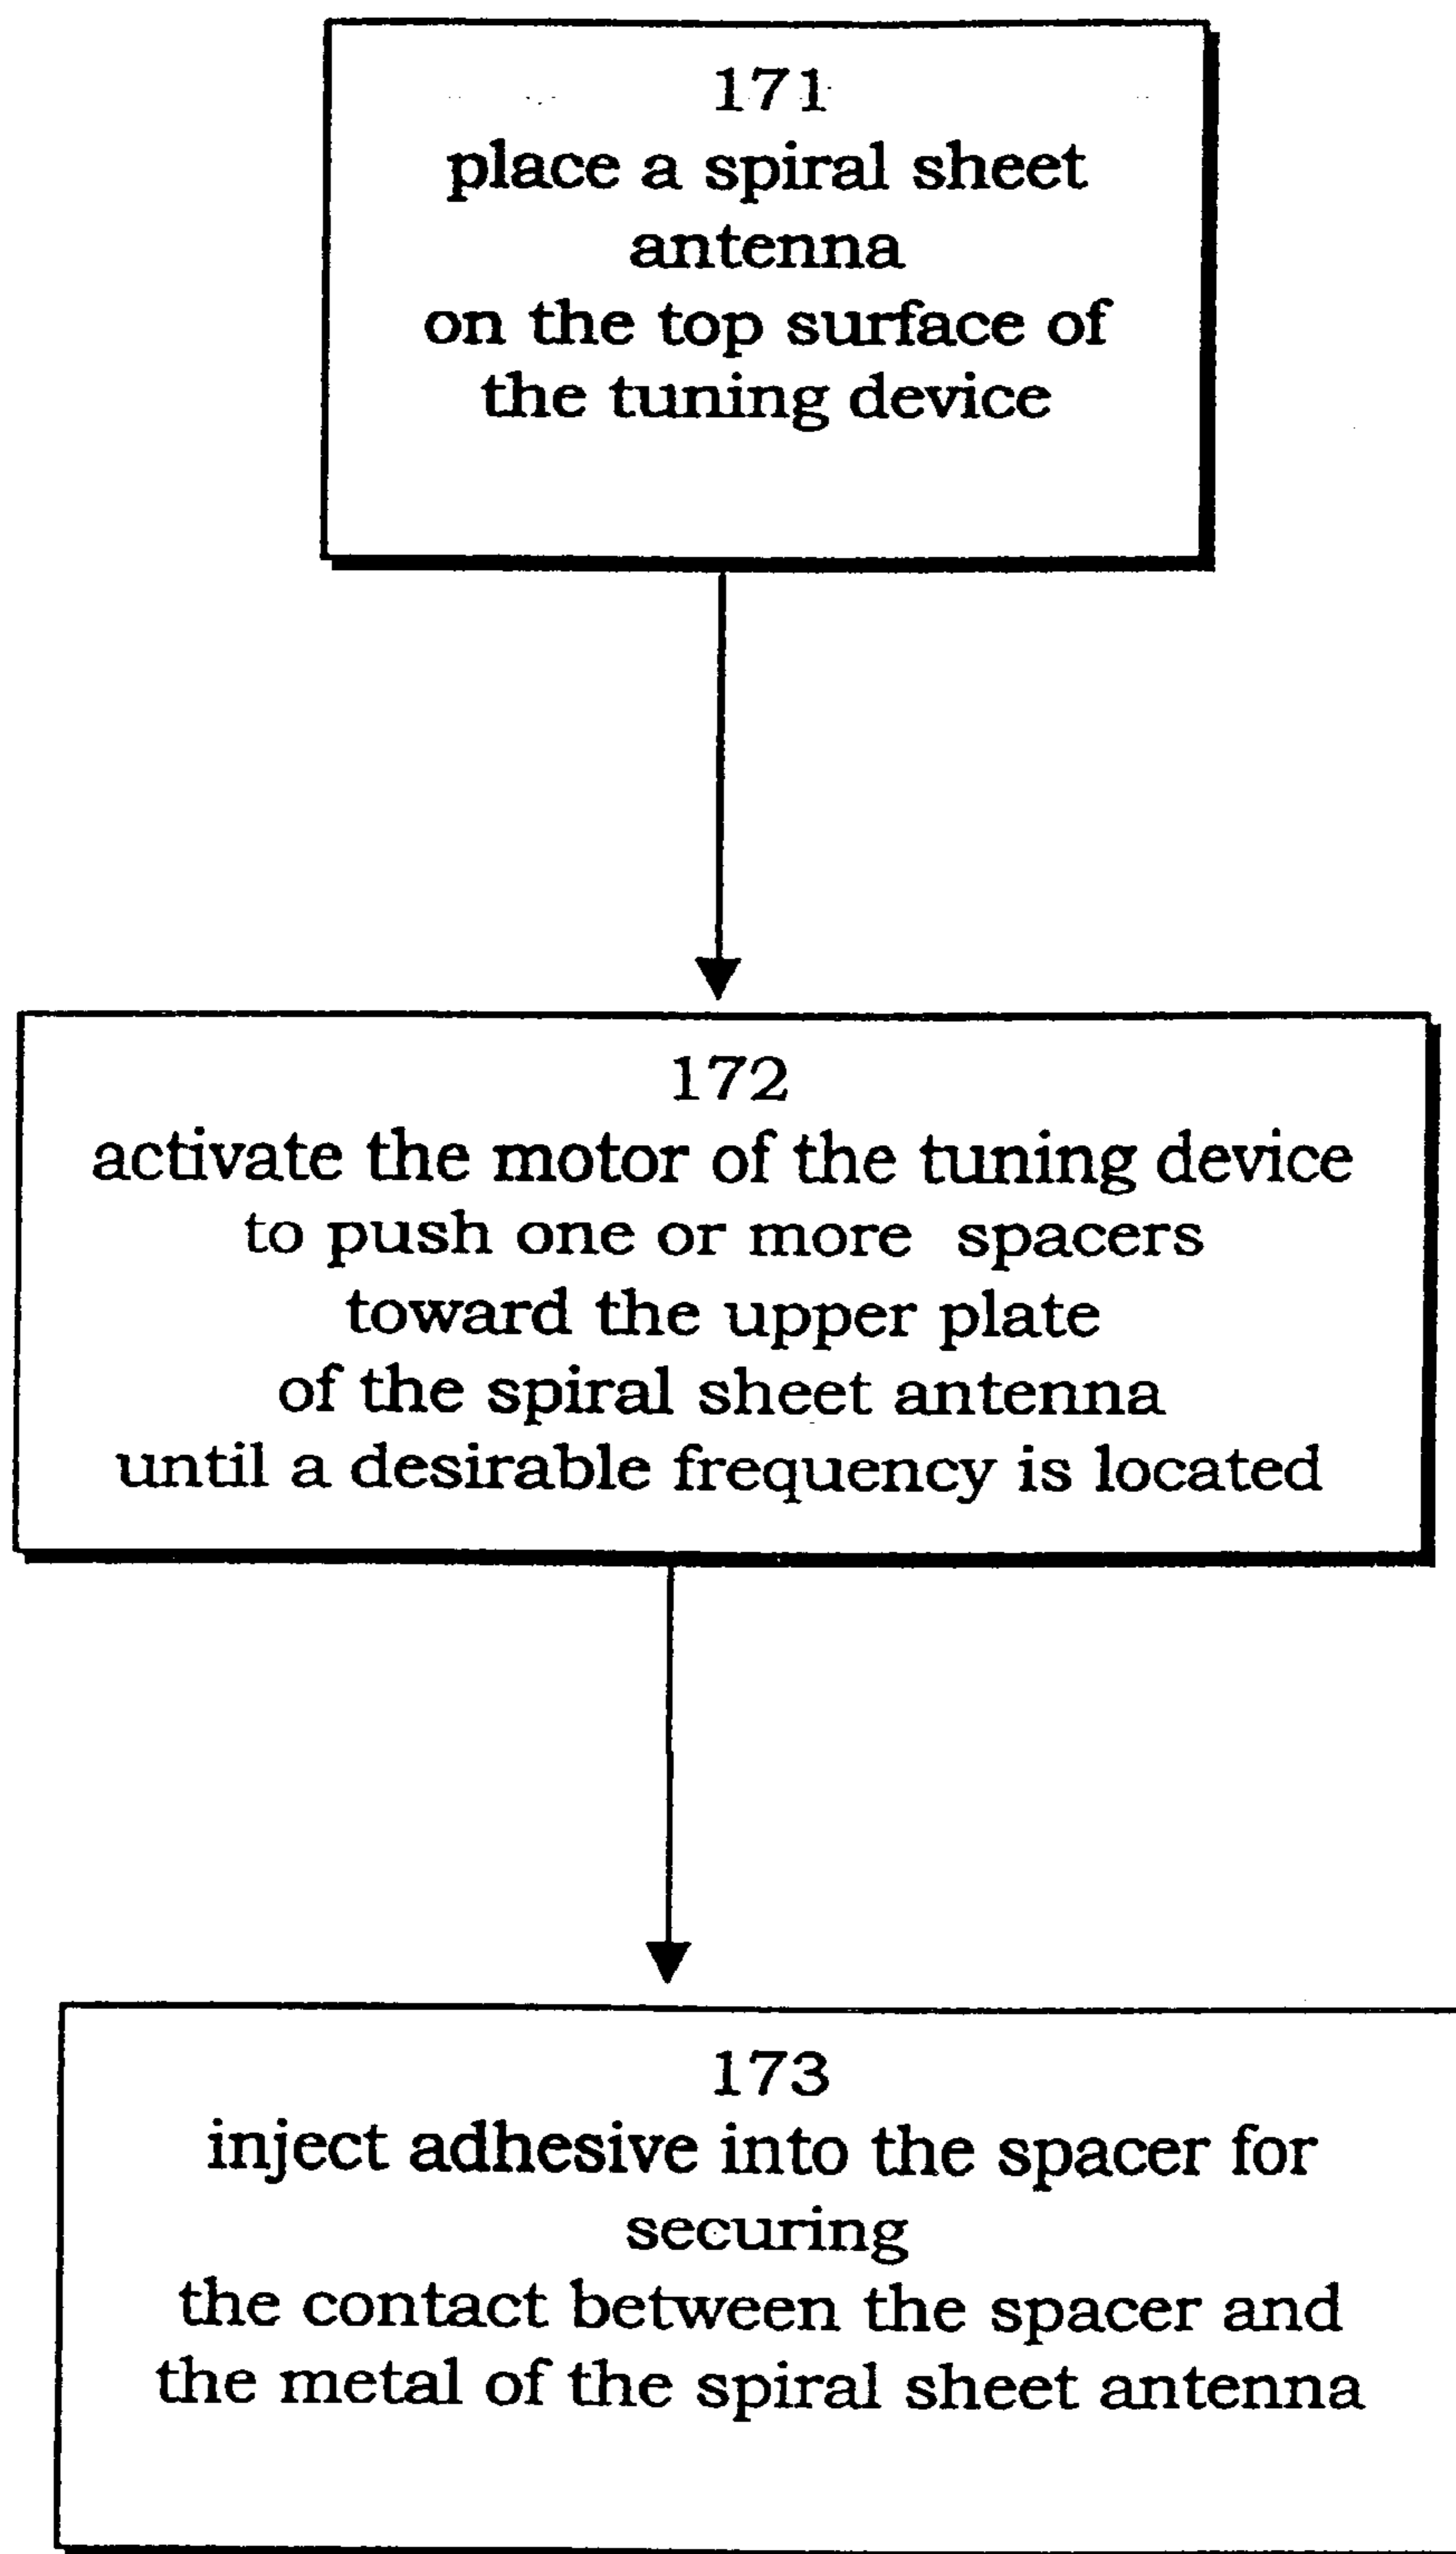 171
place a spiral sheet
antenna
on the top surface of
the tuning device
172
activate the motor of the tuning device
to push one or more spacers
toward the upper plate
of the spiral sheet antenna
until a desirable frequency is located
173
inject adhesive into the spacer for
securing
the contact between the spacer and
the metal of the spiral sheet antenna